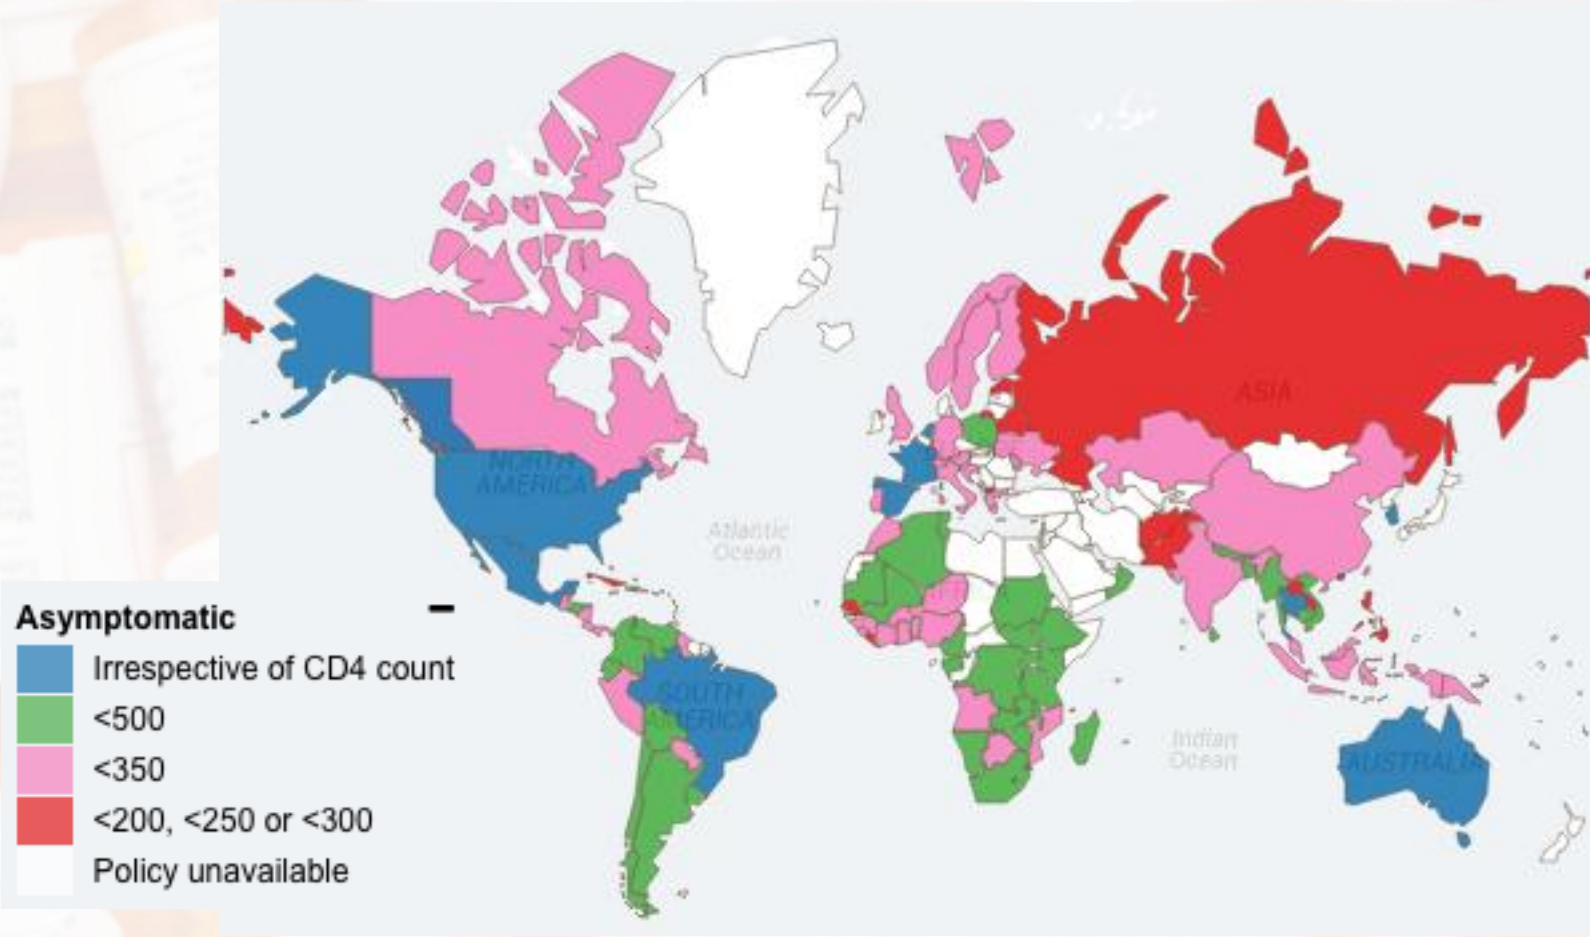 ASIA
NORTH
AMERICA
Atlantic
Ocean
SOUTH
AMERICA
Indian
Ocean
AUSTRALIA
Asymptomatic
Irrespective of CD4 count
<500
<350
<200, <250 or <300
Policy unavailable